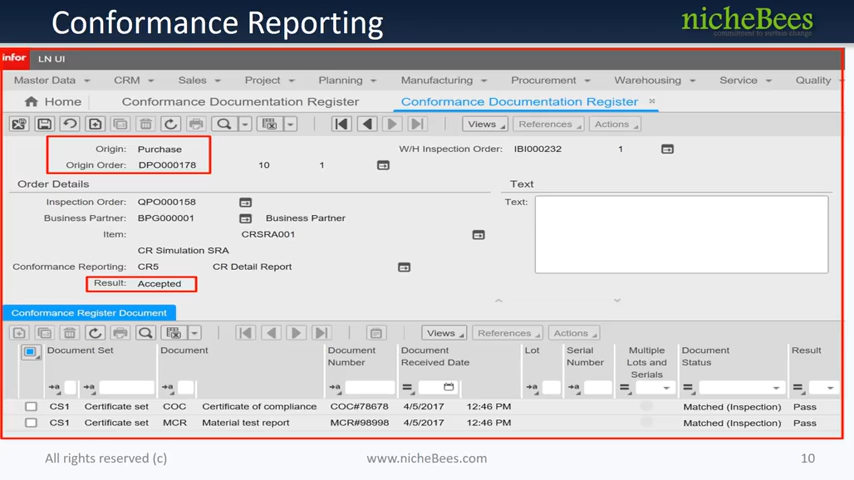 Conformance Reporting
nicheBees
infor LN UI
Master Data CRM Sales Project Planning Manufacturing Procurement Warehousing Service Quality
Home Conformance Documentation Register Conformance Documentation Register ×
Views References Actions
Origin: Purchase W/H Inspection Order: IBI000232 1
Origin Order: DPO000178 10 1
Order Details Text
Inspection Order: QPO000158 Text:
Business Partner: BPG000001 Business Partner
Item: CRSRA001
CR Simulation SRA
Conformance Reporting: CR5 CR Detail Report
Result: Accepted
Conformance Register Document
Views References Actions
Document Set Document Document Number Document Received Date Lot Serial Number Multiple Lots and Serials Document Status Result
CS1 Certificate set COC Certificate of compliance COC#78678 4/5/2017 12:46 PM Matched (Inspection) Pass
CS1 Certificate set MCR Material test report MCR#98998 4/5/2017 12:46 PM Matched (Inspection) Pass
All rights reserved (c) www.nicheBees.com 10